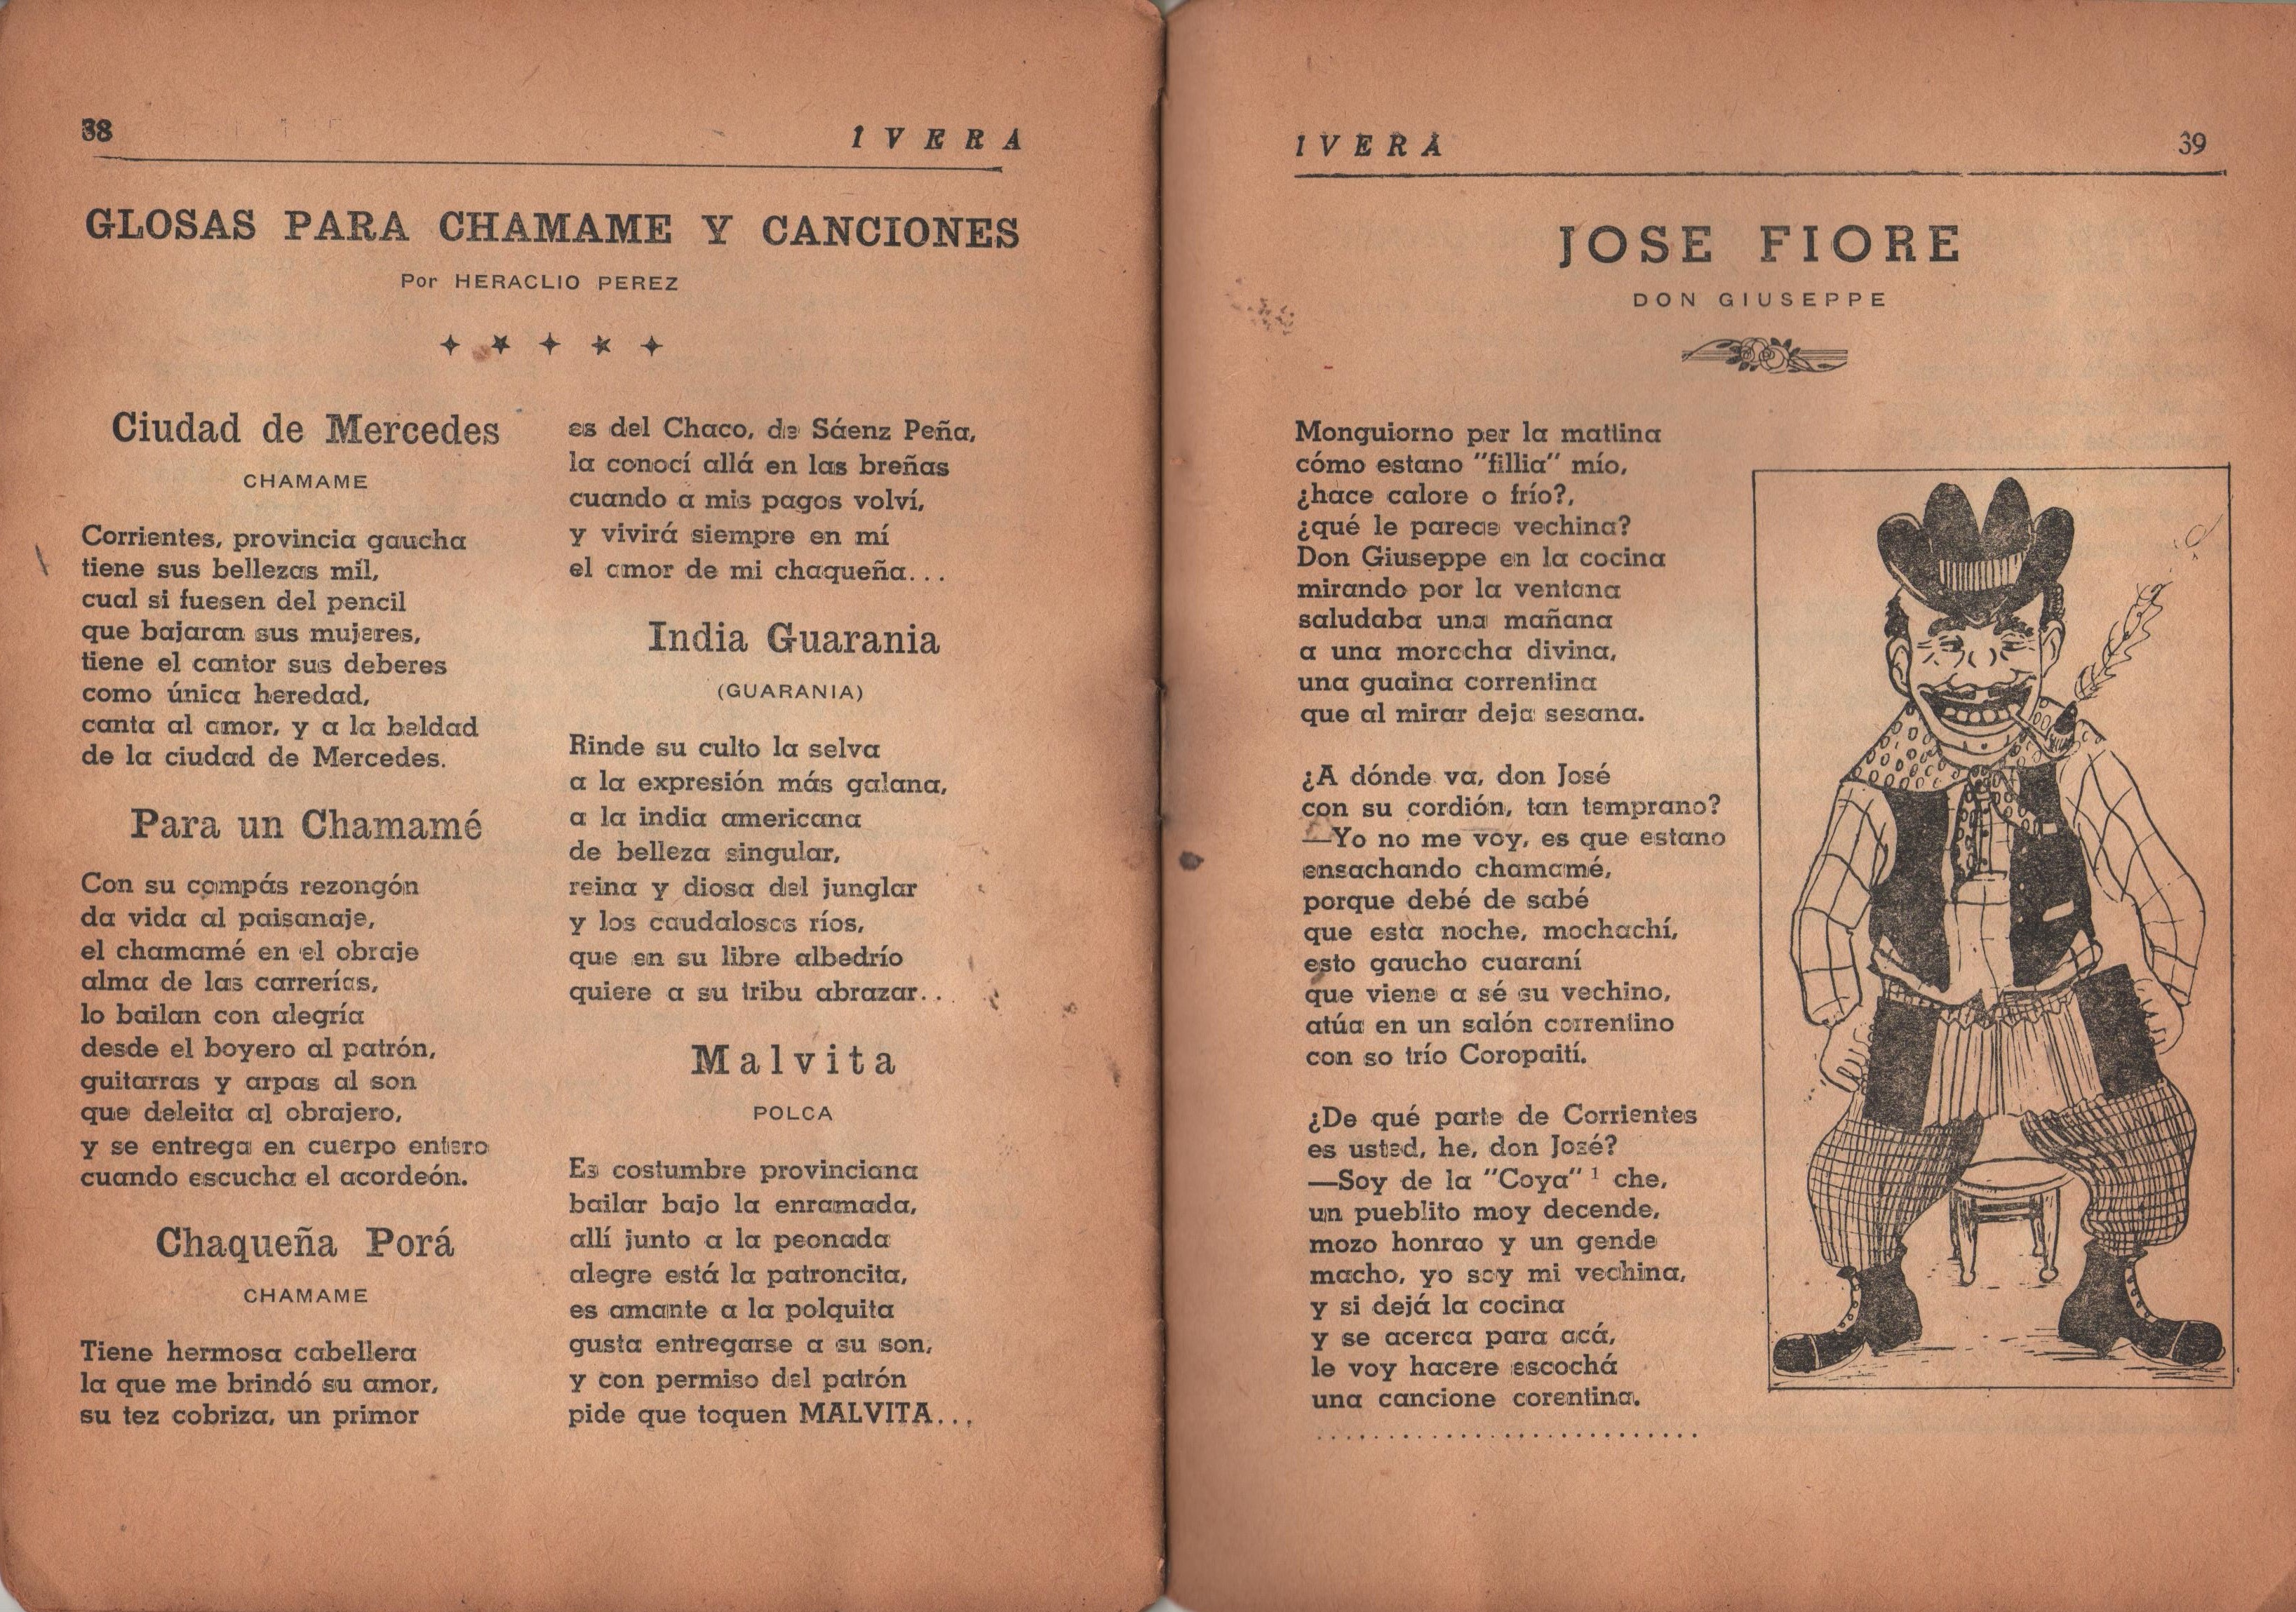 38
IVERA
GLOSAS PARA CHAMAME Y CANCIONES
Por HERACLIO PEREZ
Ciudad de Mercedes
CHAMAME
Corrientes, provincia gaucha
tiene sus bellezas mil,
cual si fuesen del pencil
que bajaran sus mujeres,
tiene el cantor sus deberes
como única heredad,
canta al amor, y a la beldad
de la ciudad de Mercedes.
Para un Chamamé
Con su compás rezongón
da vida al paisanaje,
el chamamé en el obraje
alma de las carrerías,
lo bailan con alegría
desde el boyero al patrón,
guitarras y arpas al son
que deleita al obrajero,
y se entrega en cuerpo entero
cuando escucha el acordeón.
Chaqueña Porá
CHAMAME
Tiene hermosa cabellera
la que me brindó su amor,
su tez cobriza, un primor
es del Chaco, de Sáenz Peña,
la conocí allá en las breñas
cuando a mis pagos volví,
y vivirá siempre en mí
el amor de mi chaqueña...
India Guarania
(GUARANIA)
Rinde su culto la selva
a la expresión más galana,
a la india americana
de belleza singular,
reina y diosa del junglar
y los caudalosos ríos,
que en su libre albedrío
quiere a su tribu abrazar..
Malvita
POLCA
Es costumbre provinciana
bailar bajo la enramada,
allí junto a la peonada
alegre está la patroncita,
es amante a la polquita
gusta entregarse a su son,
y con permiso del patrón
pide que toquen MALVITA...
IVERA
39
JOSE FIORE
DON GIUSEPPE
Monguiorno per la mattina
cómo estano "fillia" mío,
¿hace calore o frío?,
¿qué le parece vechina?
Don Giuseppe en la cocina
mirando por la ventana
saludaba una mañana
a una morocha divina,
una guaina correntina
que al mirar deja sesana.
¿A dónde va, don José
con su cordión, tan temprano?
—Yo no me voy, es que estano
ensachando chamamé,
porque debé de sabé
que esta noche, mochachí,
esto gaucho cuaraní
que viene a sé su vechino,
atúa en un salón correntino
con so trío Coropaití.
¿De qué parte de Corrientes
es usted, he, don José?
—Soy de la "Coya" 1 che,
un pueblito moy decende,
mozo honrao y un gende
macho, yo soy mi vechina,
y si dejá la cocina
y se acerca para acá,
le voy hacere escochá
una cancione corentina.
...........................